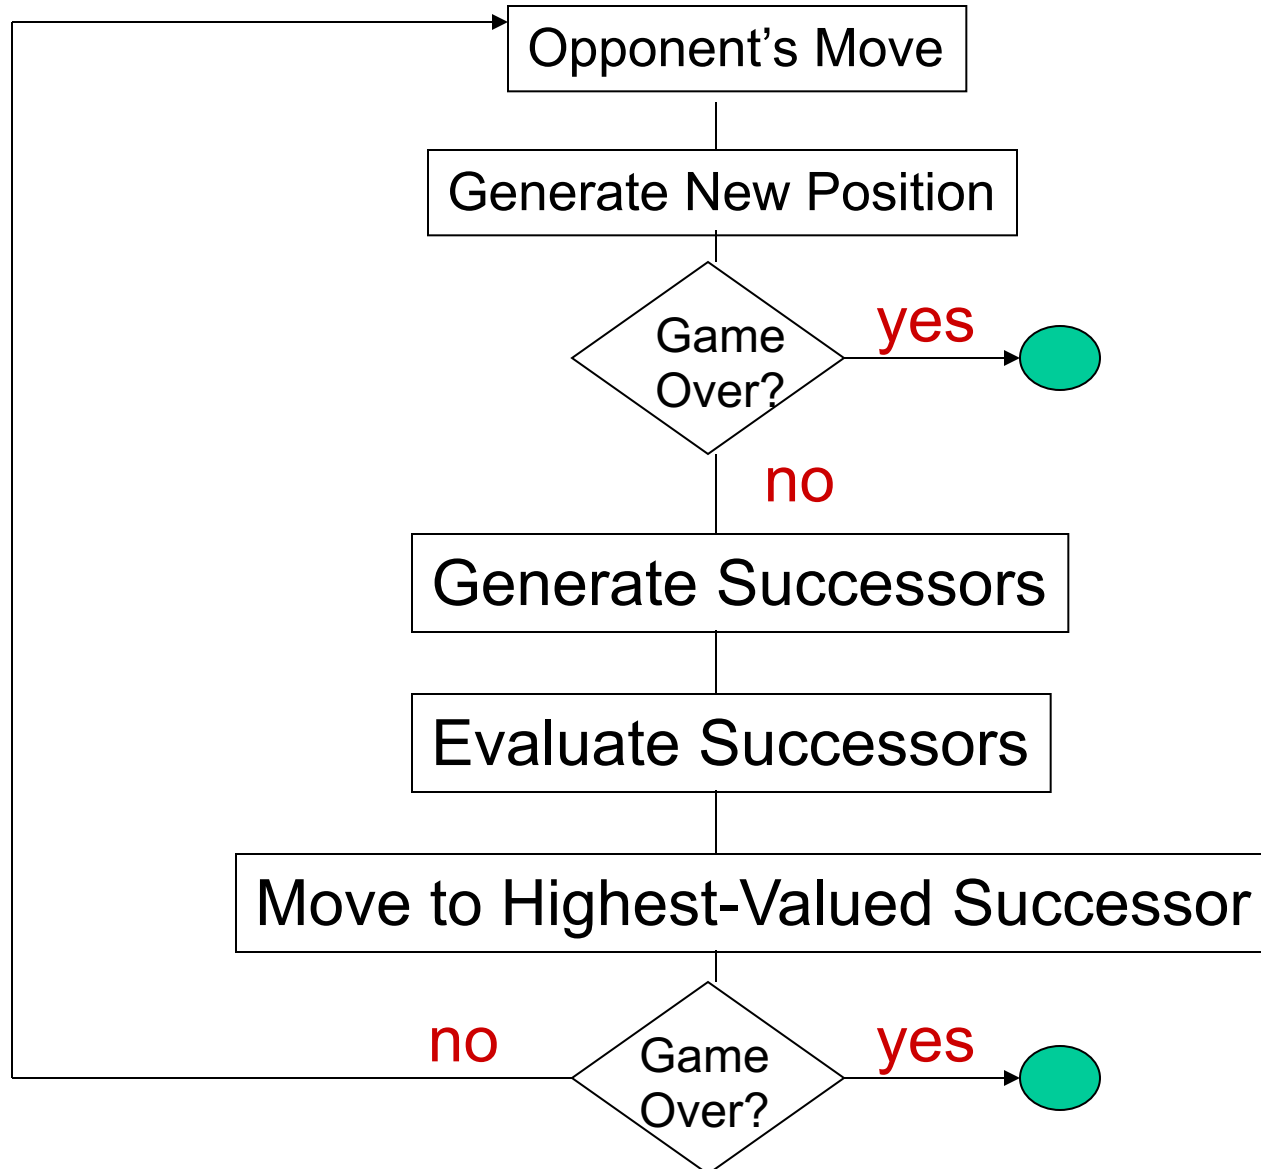 Opponent’s Move
Generate New Position
Game
Over?
yes
no
Generate Successors
Evaluate Successors
Move to Highest-Valued Successor
no
Game
Over?
yes